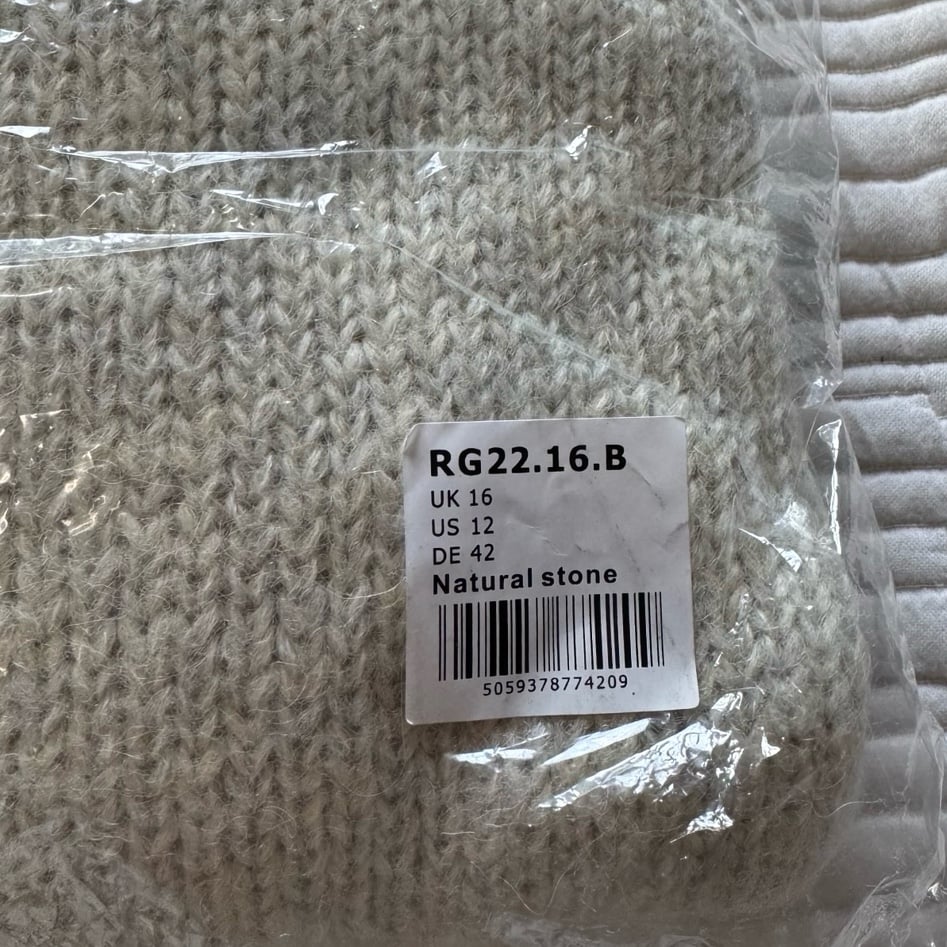 RG22.16.B
UK 16
US 12
DE 42
Natural stone
5059378774209